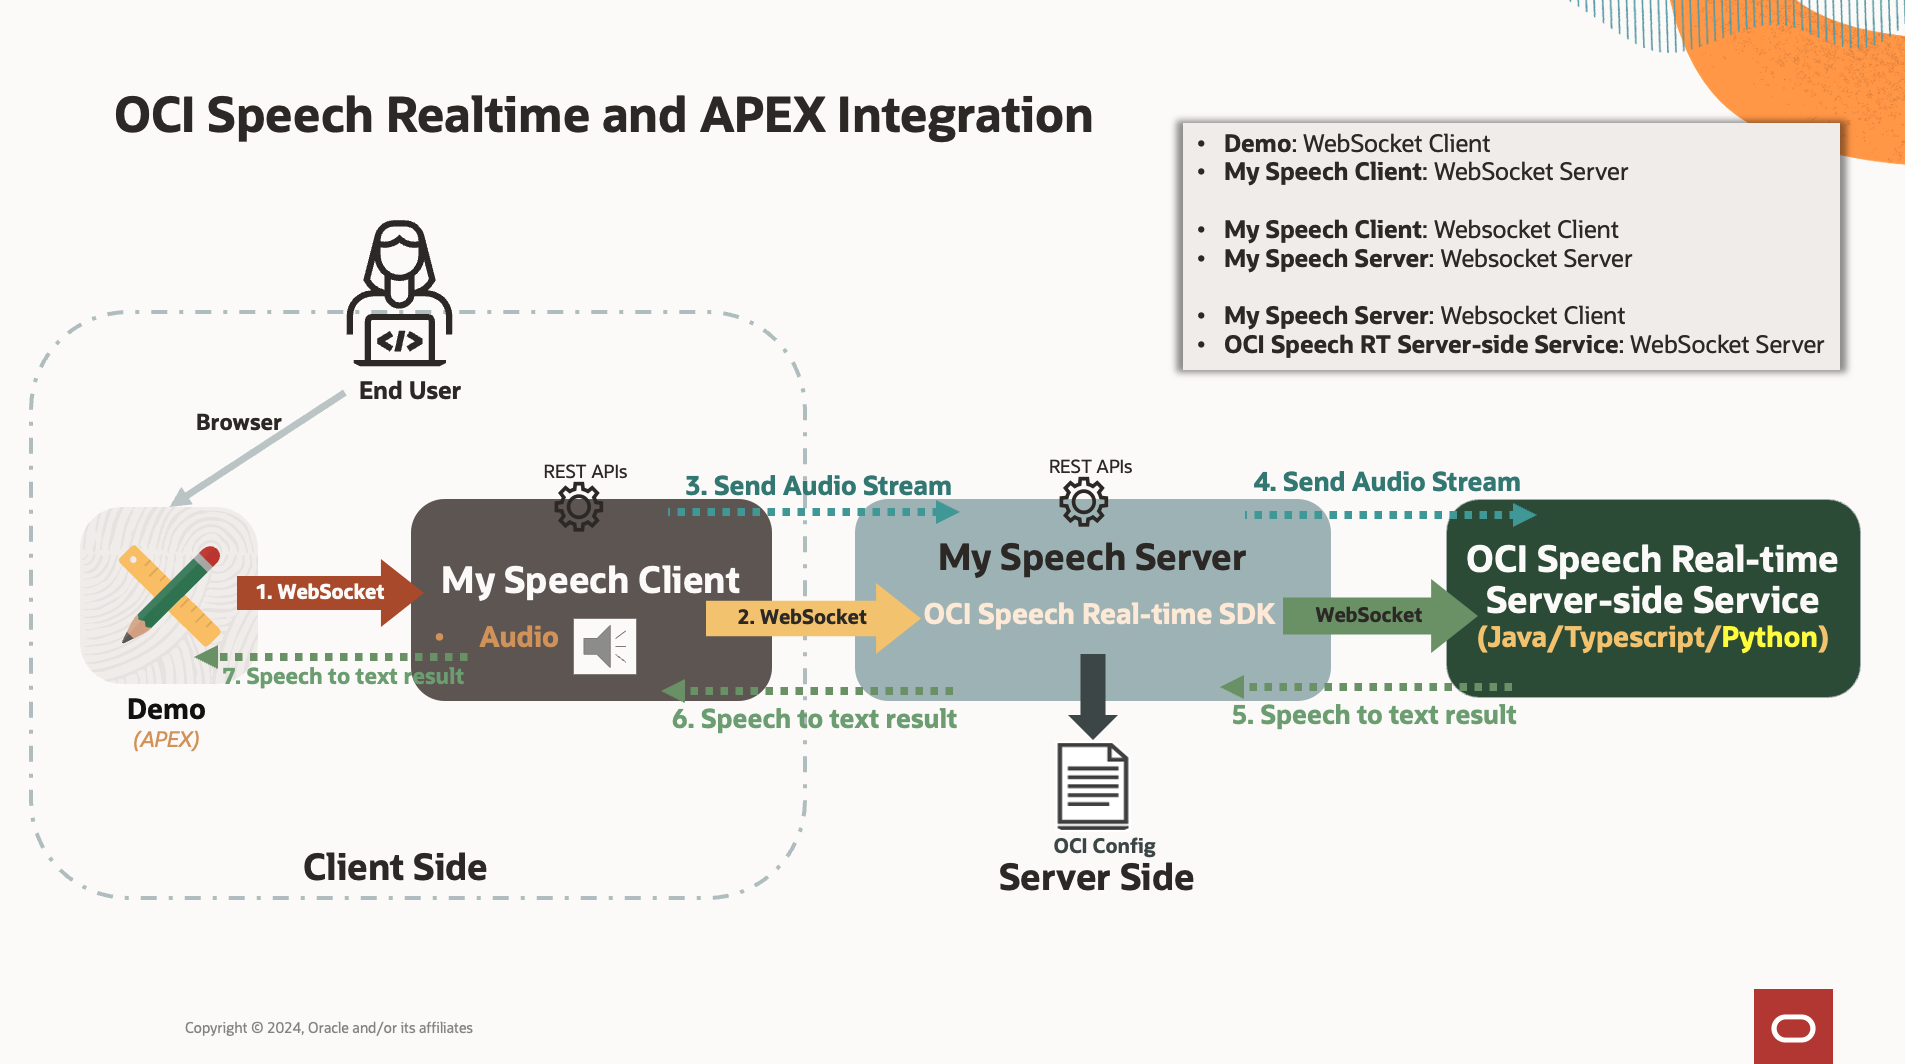 OCI Speech Realtime and APEX Integration
• Demo: WebSocket Client
• My Speech Client: WebSocket Server
• My Speech Client: Websocket Client
• My Speech Server: Websocket Server
• My Speech Server: Websocket Client
• OCI Speech RT Server-side Service: WebSocket Server
</>
End User
Browser
REST APIs
3. Send Audio Stream
REST APIs
4. Send Audio Stream
1. WebSocket
My Speech Client
• Audio
2. WebSocket
My Speech Server
OCI Speech Real-time SDK
WebSocket
OCI Speech Real-time
Server-side Service
(Java/Typescript/Python)
7. Speech to text result
6. Speech to text result
5. Speech to text result
Demo
(APEX)
OCI Config
Client Side
Server Side
Copyright © 2024, Oracle and/or its affiliates